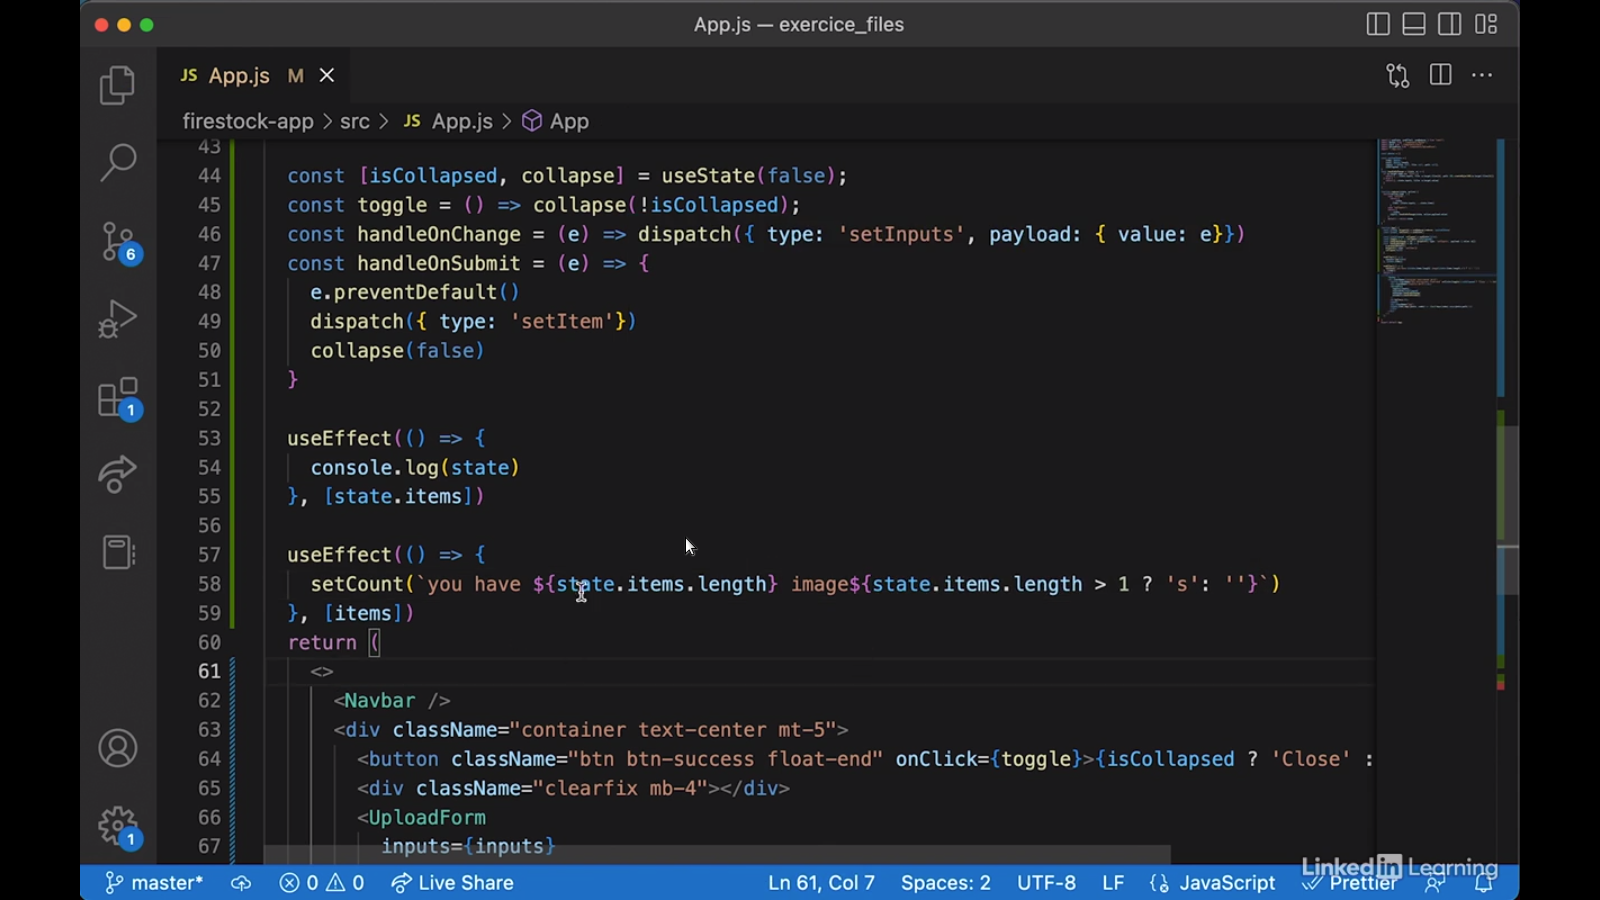 App.js — exercice_files
JS App.js M
firestock-app > src > JS App.js > App
43
44 const [isCollapsed, collapse] = useState(false);
45 const toggle = () => collapse(!isCollapsed);
46 const handleOnChange = (e) => dispatch({ type: 'setInputs', payload: { value: e}})
47 const handleOnSubmit = (e) => {
48 e.preventDefault()
49 dispatch({ type: 'setItem'})
50 collapse(false)
51 }
52
53 useEffect(() => {
54 console.log(state)
55 }, [state.items])
56
57 useEffect(() => {
58 setCount(`you have ${state.items.length} image${state.items.length > 1 ? 's': ''}`)
59 }, [items])
60 return (
61 <>
62 <Navbar />
63 <div className="container text-center mt-5">
64 <button className="btn btn-success float-end" onClick={toggle}>{isCollapsed ? 'Close' :
65 <div className="clearfix mb-4"></div>
66 <UploadForm
67 inputs={inputs}
6
1
1
LinkedIn Learning
master* 0 0 Live Share Ln 61, Col 7 Spaces: 2 UTF-8 LF {} JavaScript Prettier